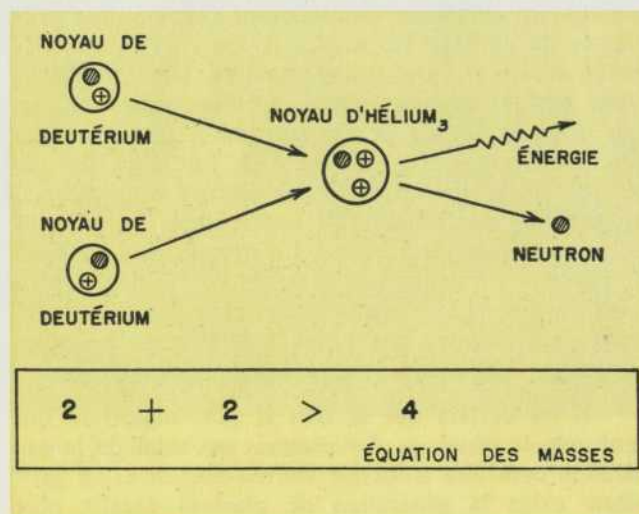 NOYAU DE
DEUTÉRIUM
NOYAU D'HÉLIUM₃
ÉNERGIE
NEUTRON
NOYAU DE
DEUTÉRIUM
2 + 2 > 4
ÉQUATION DES MASSES